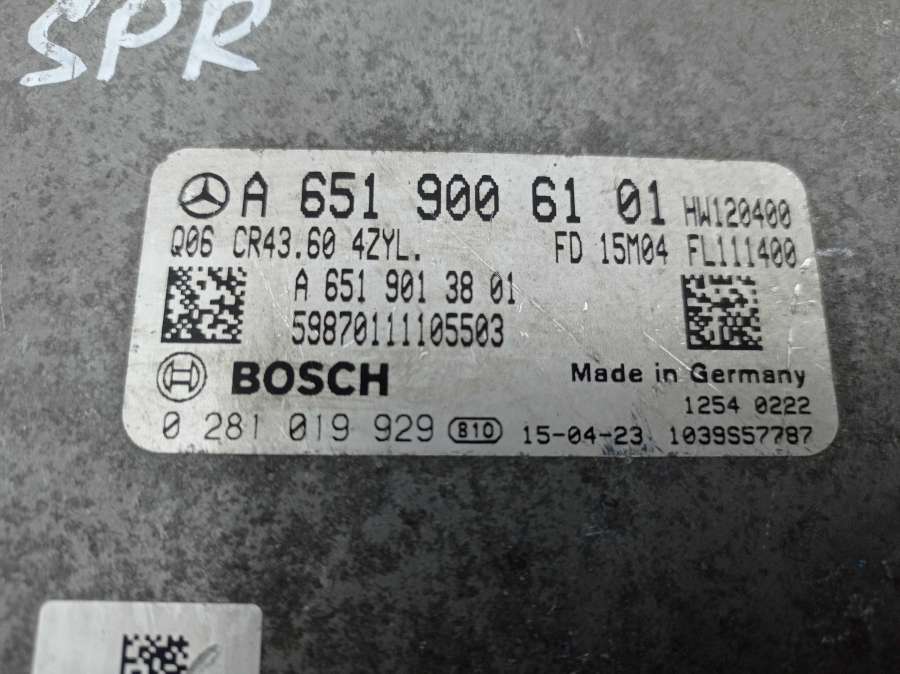 SPR
A 651 900 61 01 HW120400
Q06 CR43.60 4ZYL. FD 15M04 FL111400
A 651 901 38 01
59870111105503
BOSCH Made in Germany
1254 0222
0 281 019 929 810 15-04-23 1039S57787